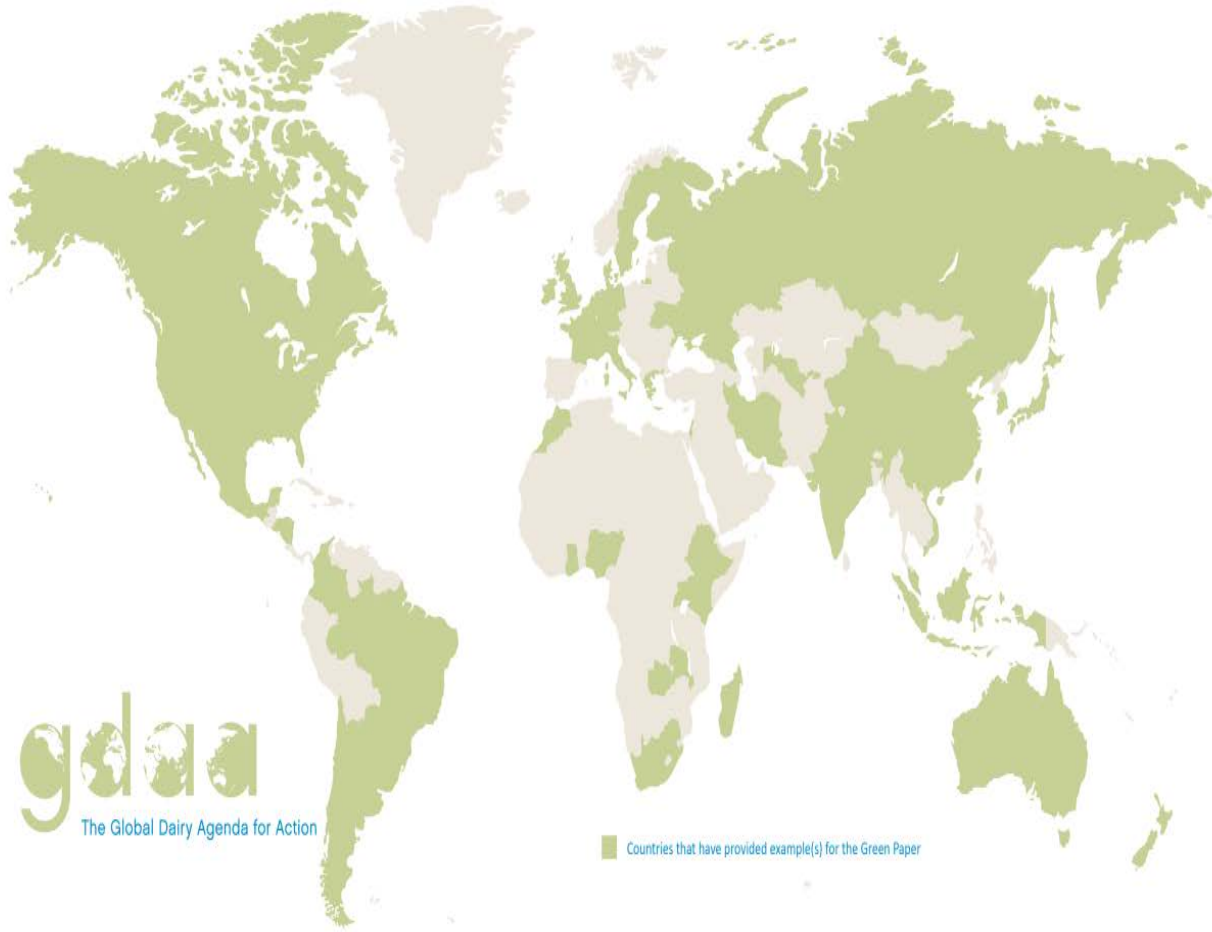 gdaa
The Global Dairy Agenda for Action
Countries that have provided example(s) for the Green Paper